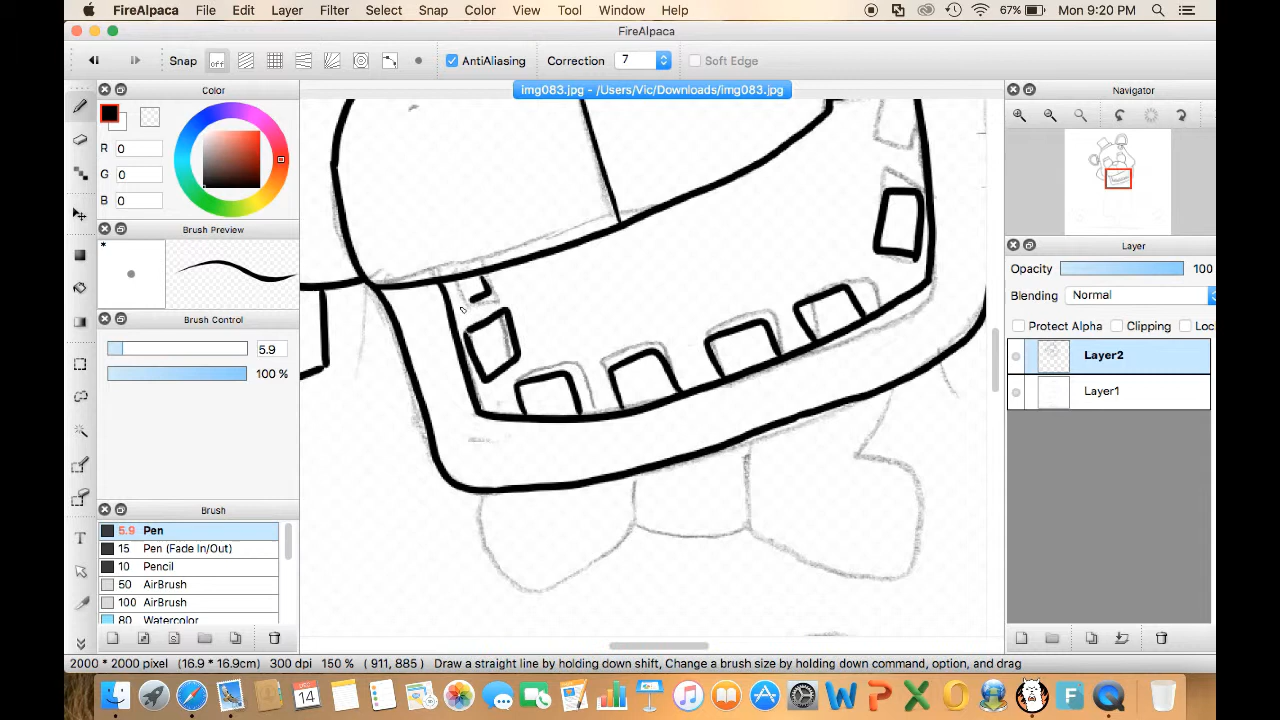 FireAlpaca File Edit Layer Filter Select Snap Color View Tool Window Help 67% Mon 9:20 PM
FireAlpaca
Snap off AntiAliasing Correction 7 Soft Edge
img083.jpg - /Users/Vic/Downloads/img083.jpg
Color
R 0
G 0
B 0
Brush Preview
*
Brush Control
5.9
100 %
Brush
5.9 Pen
15 Pen (Fade In/Out)
10 Pencil
50 AirBrush
100 AirBrush
80 Watercolor
T
Navigator
Layer
Opacity 100
Blending Normal
Protect Alpha Clipping Loc
Layer2
Layer1
2000 * 2000 pixel (16.9 * 16.9cm) 300 dpi 150 % (911, 885) Draw a straight line by holding down shift, Change a brush size by holding down command, option, and drag
14